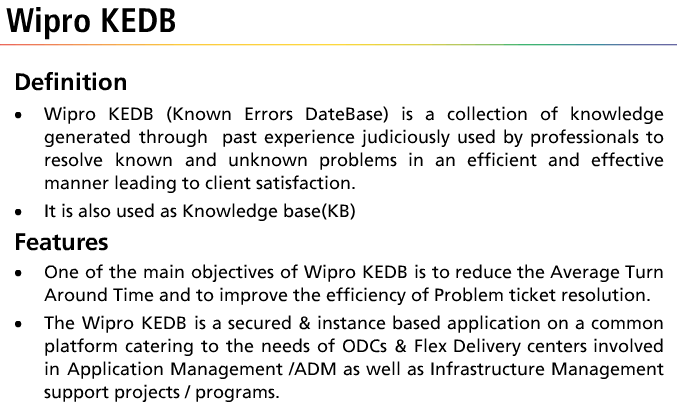 Wipro KEDB
Definition
• Wipro KEDB (Known Errors DateBase) is a collection of knowledge
generated through past experience judiciously used by professionals to
resolve known and unknown problems in an efficient and effective
manner leading to client satisfaction.
• It is also used as Knowledge base(KB)
Features
• One of the main objectives of Wipro KEDB is to reduce the Average Turn
Around Time and to improve the efficiency of Problem ticket resolution.
• The Wipro KEDB is a secured & instance based application on a common
platform catering to the needs of ODCs & Flex Delivery centers involved
in Application Management /ADM as well as Infrastructure Management
support projects / programs.